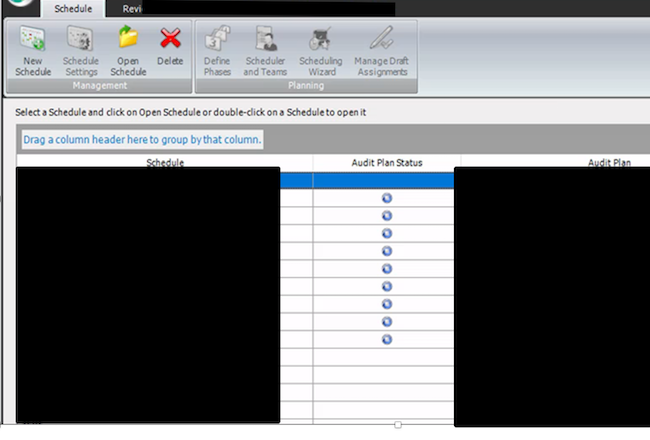 Schedule Revi
New Schedule
Schedule Settings
Open Schedule
Delete
Define Phases
Scheduler and Teams
Scheduling Wizard
Manage Draft Assignments
Management Planning
Select a Schedule and click on Open Schedule or double-click on a Schedule to open it
Drag a column header here to group by that column.
Schedule Audit Plan Status Audit Plan